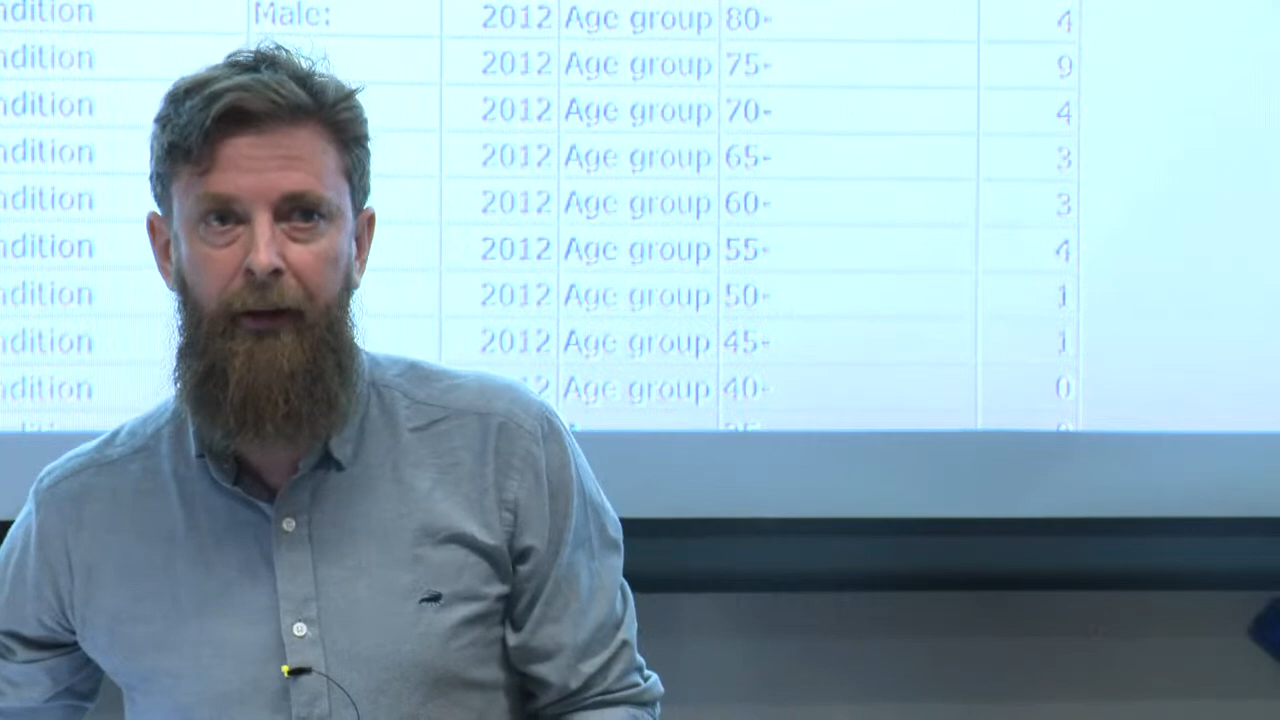 ndition Male: 2012 Age group 80- 4
ndition 2012 Age group 75- 9
ndition 2012 Age group 70- 4
ndition 2012 Age group 65- 3
ndition 2012 Age group 60- 3
ndition 2012 Age group 55- 4
ndition 2012 Age group 50- 1
ndition 2012 Age group 45- 1
ndition 12 Age group 40- 0